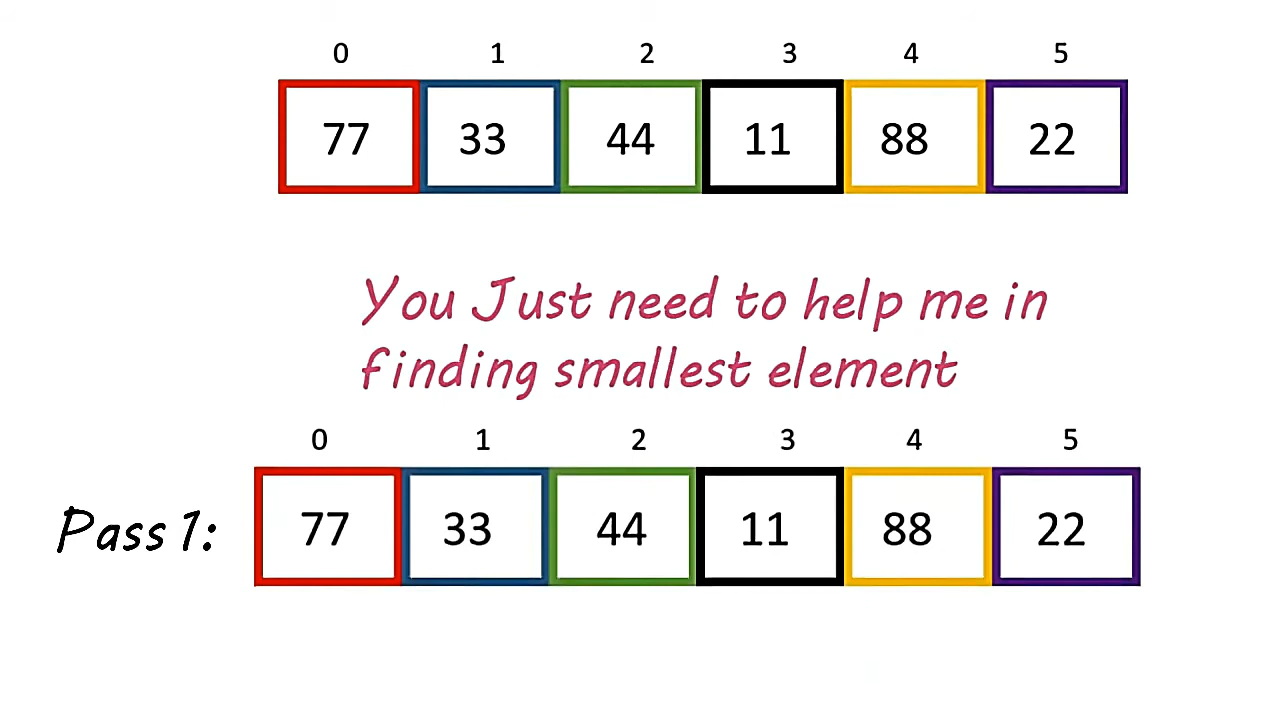 0 1 2 3 4 5
77 33 44 11 88 22
You Just need to help me in
finding smallest element
0 1 2 3 4 5
Pass 1: 77 33 44 11 88 22